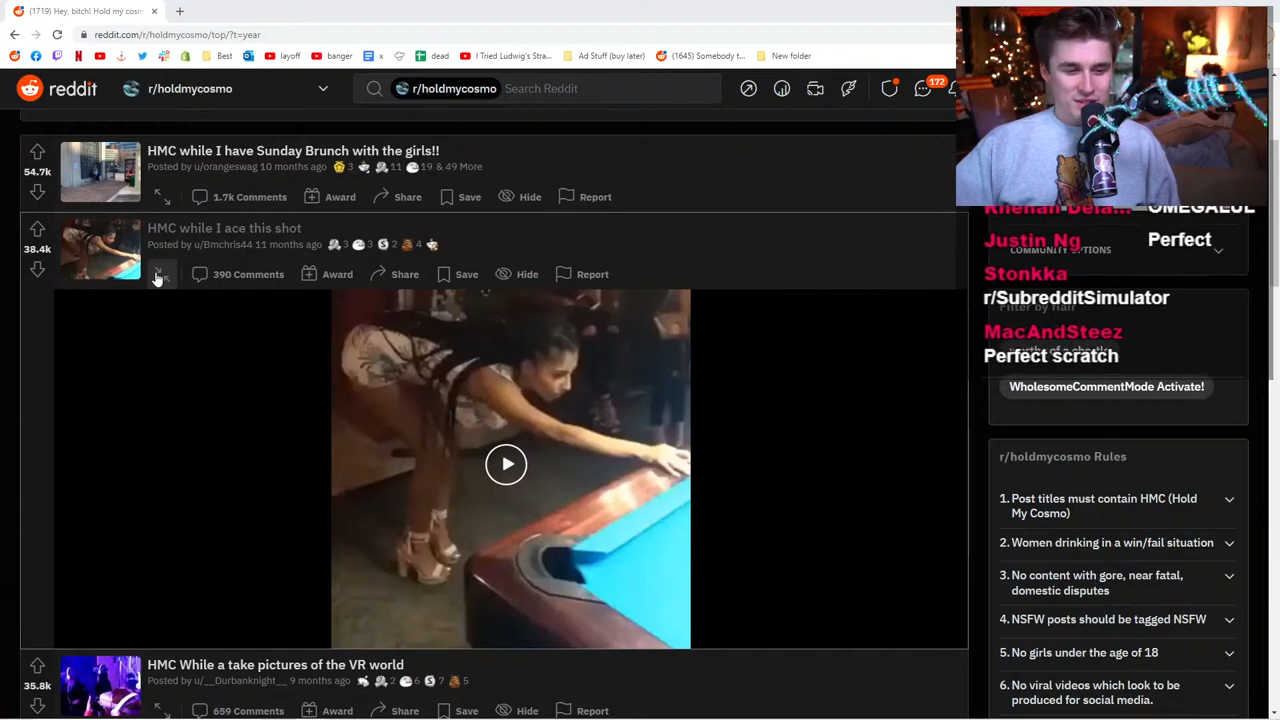 (1719) Hey, bitch! Hold my cosm
reddit.com/r/holdmycosmo/top/?t=year
layoff
banger
x
dead
I Tried Ludwig's Stra...
Best
Ad Stuff (buy later)
(1645) Somebody t...
New folder
reddit
r/holdmycosmo
r/holdmycosmo
Search Reddit
172
HMC while I have Sunday Brunch with the girls!!
Posted by u/orangeswag 10 months ago 3 11 19 & 49 More
54.7k
1.7k Comments Award Share Save Hide Report
HMC while I ace this shot
Posted by u/Bmchris44 11 months ago 3 3 2 4
38.4k
390 Comments Award Share Save Hide Report
HMC While a take pictures of the VR world
Posted by u/__Durbanknight__ 9 months ago 2 6 7 5
35.8k
659 Comments Award Share Save Hide Report
OMEGALUL
Justin Ng Perfect
COMMUNITY OPTIONS
Stonkka
r/SubredditSimulator
Filter by flair
MacAndSteez
Perfect scratch
WholesomeCommentMode Activate!
r/holdmycosmo Rules
1. Post titles must contain HMC (Hold
My Cosmo)
2. Women drinking in a win/fail situation
3. No content with gore, near fatal,
domestic disputes
4. NSFW posts should be tagged NSFW
5. No girls under the age of 18
6. No viral videos which look to be
produced for social media.